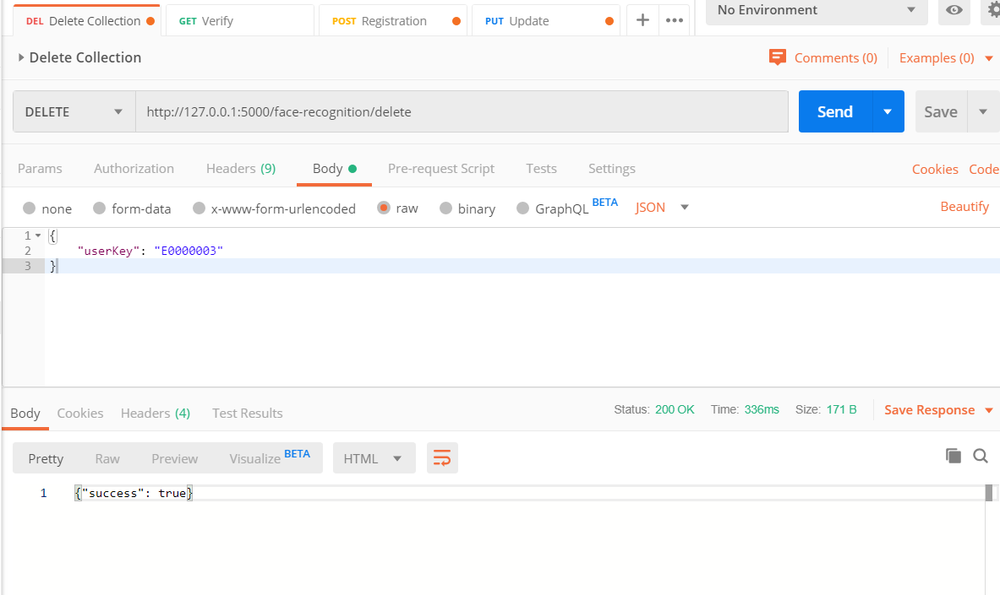 DEL Delete Collection GET Verify POST Registration PUT Update No Environment
Delete Collection Comments (0) Examples (0)
DELETE http://127.0.0.1:5000/face-recognition/delete Send Save
Params Authorization Headers (9) Body Pre-request Script Tests Settings Cookies Code
none form-data x-www-form-urlencoded raw binary GraphQL BETA JSON Beautify
1 {
2 "userKey": "E0000003"
3 }
Body Cookies Headers (4) Test Results Status: 200 OK Time: 336ms Size: 171 B Save Response
Pretty Raw Preview Visualize BETA HTML
1 {"success": true}